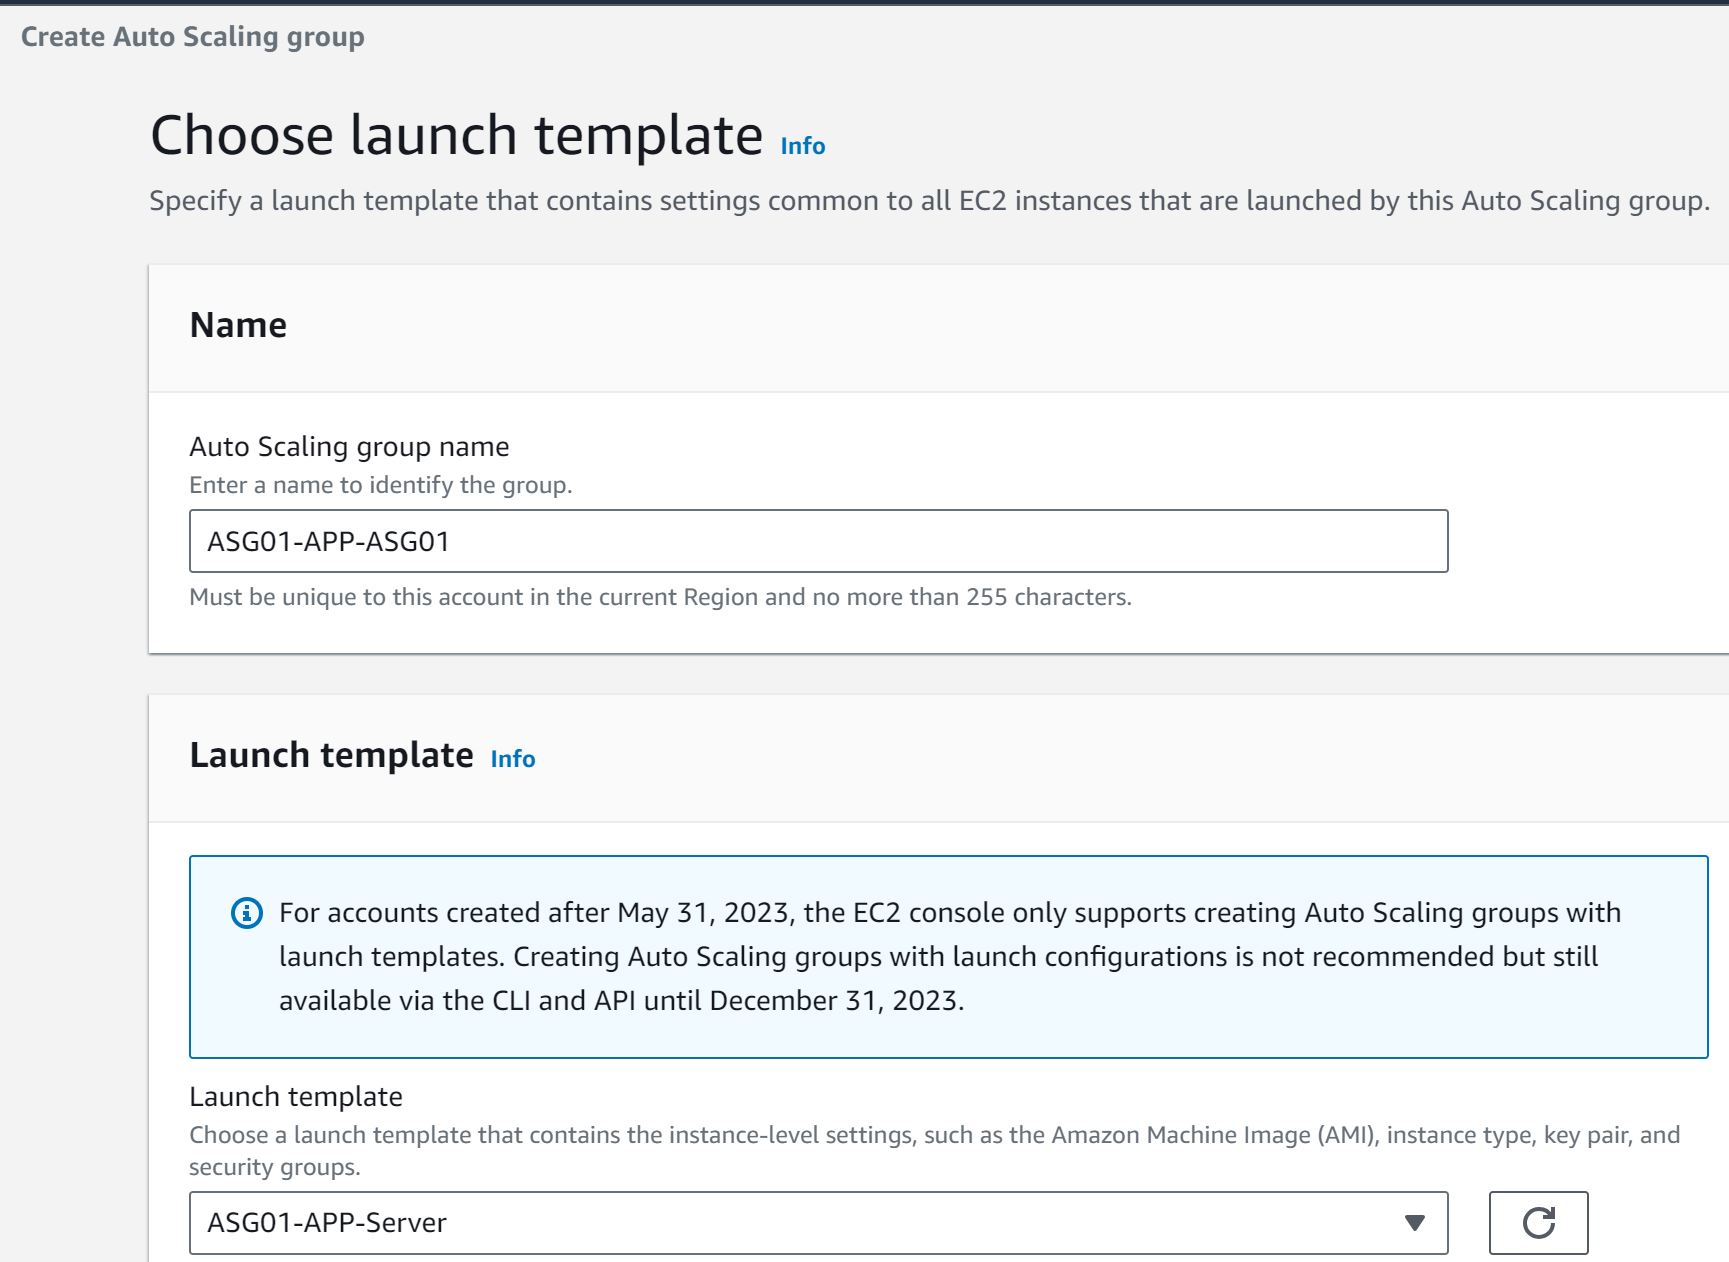 Create Auto Scaling group
Choose launch template Info
Specify a launch template that contains settings common to all EC2 instances that are launched by this Auto Scaling group.
Name
Auto Scaling group name
Enter a name to identify the group.
ASG01-APP-ASG01
Must be unique to this account in the current Region and no more than 255 characters.
Launch template Info
For accounts created after May 31, 2023, the EC2 console only supports creating Auto Scaling groups with
launch templates. Creating Auto Scaling groups with launch configurations is not recommended but still
available via the CLI and API until December 31, 2023.
Launch template
Choose a launch template that contains the instance-level settings, such as the Amazon Machine Image (AMI), instance type, key pair, and
security groups.
ASG01-APP-Server